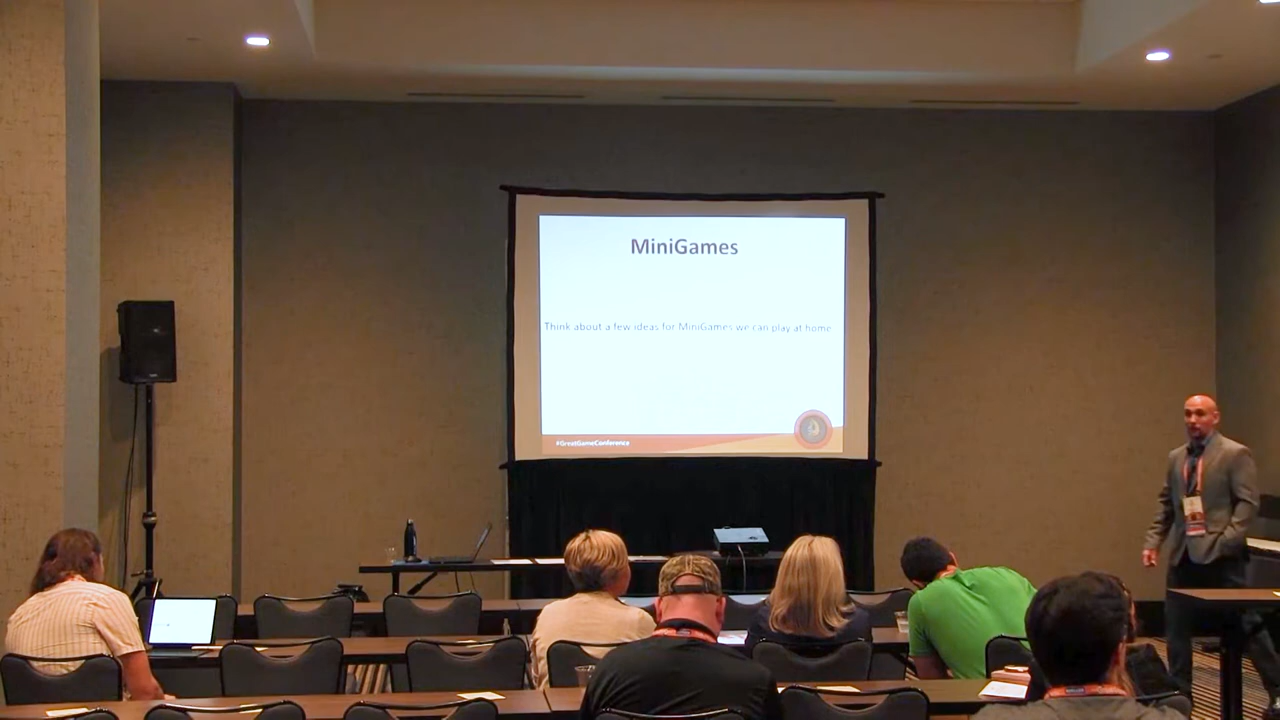 MiniGames
Think about a few ideas for MiniGames we can play at home
#GreatGameConference